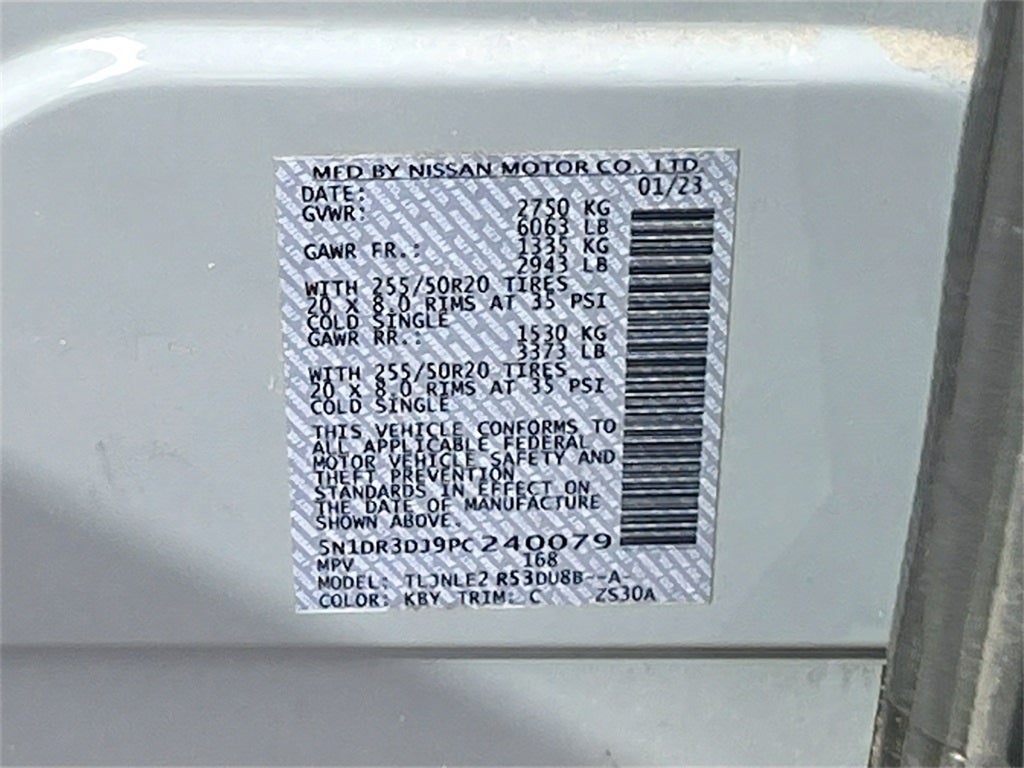 MFD BY NISSAN MOTOR CO., LTD.
DATE: 01/23
GVWR: 2750 KG
6063 LB
GAWR FR.: 1335 KG
2943 LB
WITH 255/50R20 TIRES
20 X 8.0 RIMS AT 35 PSI
COLD SINGLE
GAWR RR.: 1530 KG
3373 LB
WITH 255/50R20 TIRES
20 X 8.0 RIMS AT 35 PSI
COLD SINGLE
THIS VEHICLE CONFORMS TO
ALL APPLICABLE FEDERAL
MOTOR VEHICLE SAFETY AND
THEFT PREVENTION
STANDARDS IN EFFECT ON
THE DATE OF MANUFACTURE
SHOWN ABOVE.
5N1DR3DJ9PC240079
MPV 168
MODEL: TLJNLE2 R53DU8B--A-
COLOR: KBY TRIM: C ZS30A